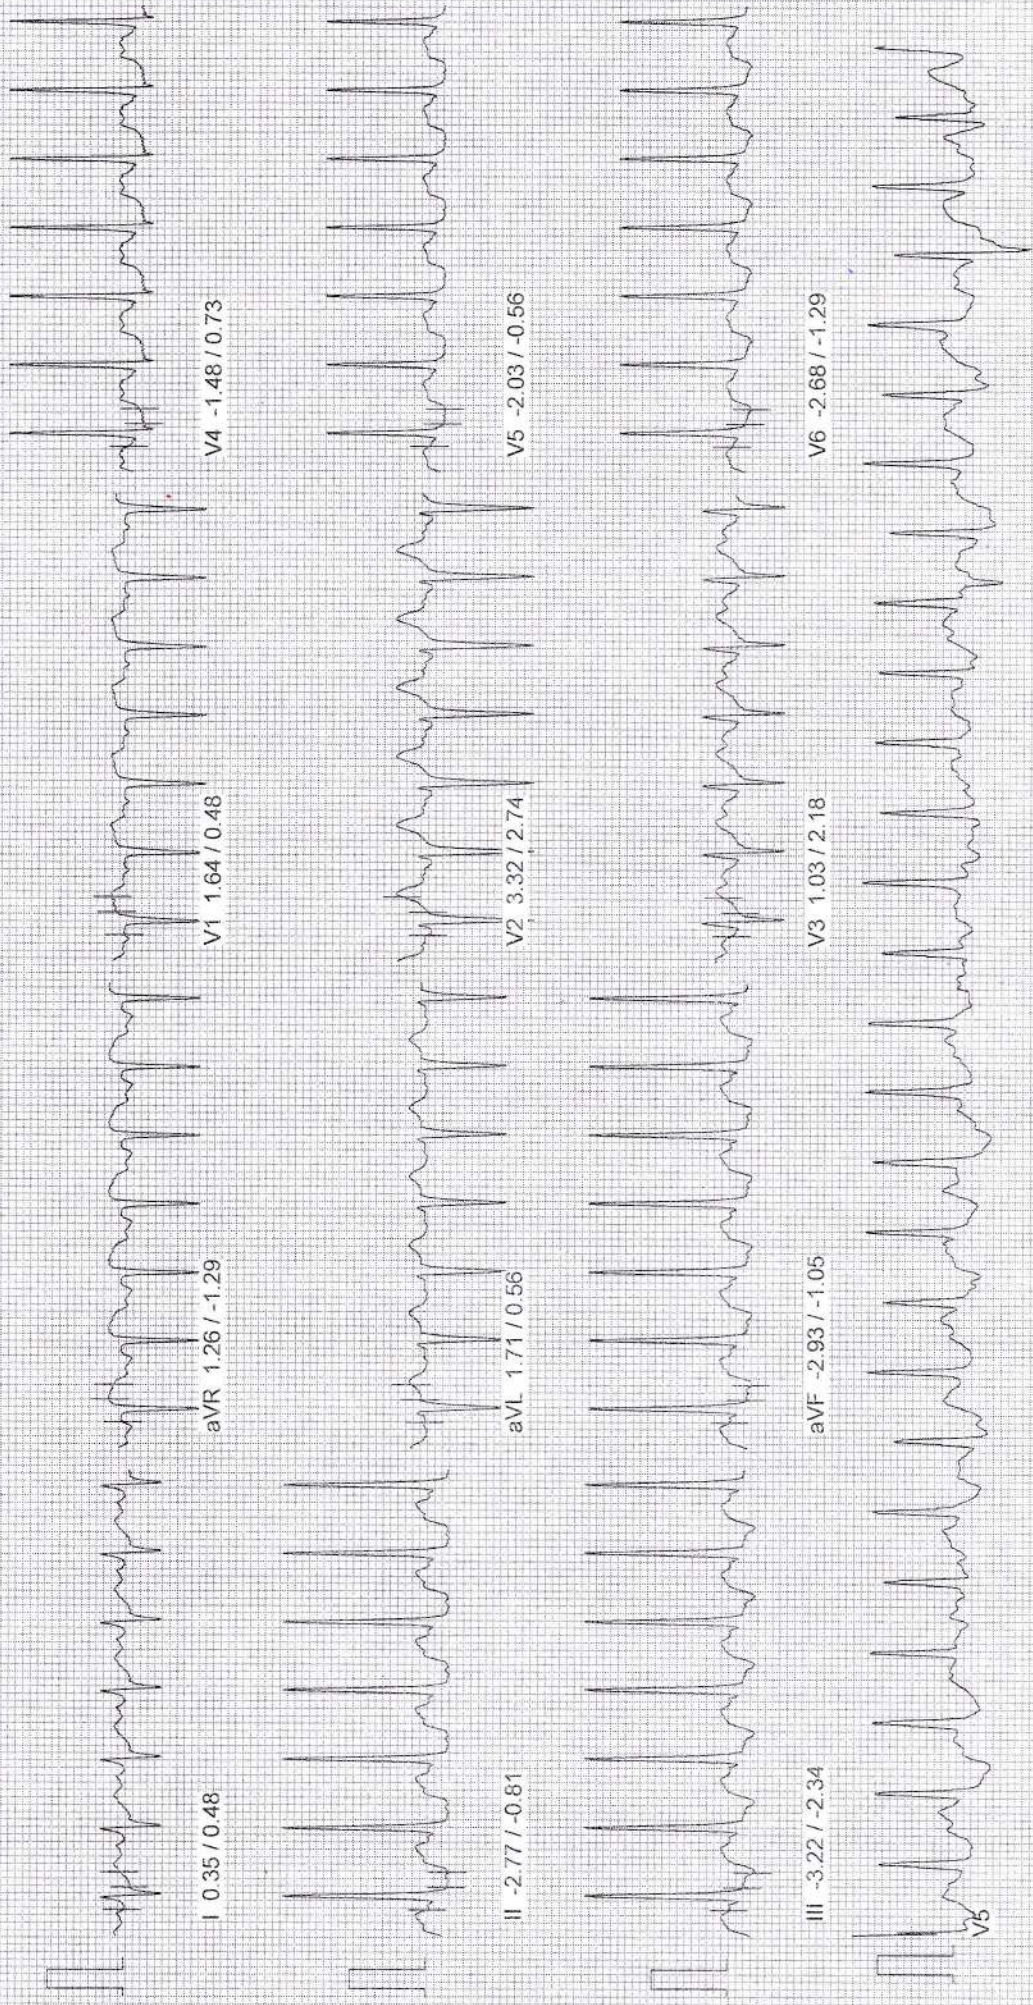 I 0.35 / 0.48
aVR 1.26 / -1.29
V1 1.64 / 0.48
V4 -1.48 / 0.73
II -2.77 / -0.81
aVL 1.71 / 0.56
V2 3.32 / 2.74
V5 -2.03 / -0.56
III -3.22 / -2.34
aVF -2.93 / -1.05
V3 1.03 / 2.18
V6 -2.68 / -1.29
V5